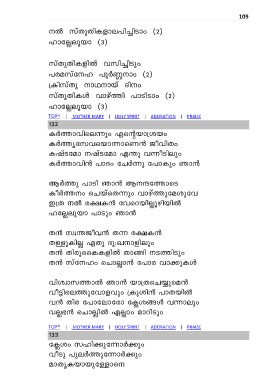 109
നൽ സ്തുതികളാലപിച്ചിടാം (2)
ഹാലേലൂയാ (3)
സ്തുതികളിൽ വസിച്ചിടും
പരമസ്നേഹ പൂർണ്ണനാം (2)
ക്രിസ്തു നാഥനായ് ദിനം
സ്തുതികൾ വാഴ്ത്തി പാടിടാം (2)
ഹാലേലൂയാ (3)
TOP↑ | MOTHER MARY | HOLY SPIRIT | ADORATION | PRAISE
132
കർത്താവിലെന്നും എന്റെയാശ്രയം
കർത്തൃസേവയൊന്നാണെൻ ജീവിതം
കഷ്ടമോ നഷ്ടമോ എന്തു വന്നീടിലും
കർത്താവിൻ പാദം ചേർന്നു പോകും ഞാൻ
ആർത്തു പാടി ഞാൻ ആനന്ദത്തോടെ
കീർത്തനം ചെയ്തെന്നും വാഴ്ത്തുമേശുവേ
ഇത്ര നൽ രക്ഷകൻ വേറെയില്ലൂഴിയിൽ
ഹല്ലേലൂയാ പാടും ഞാൻ
തൻ സ്വന്തജീവൻ തന്ന രക്ഷകൻ
തള്ളുകില്ല ഏതു ദുഃഖനാളിലും
തൻ തിരുകൈകളിൽ താങ്ങി നടത്തിടും
തൻ സ്നേഹം ചൊല്ലാൻ പോര വാക്കുകൾ
വിശ്വാസത്താൽ ഞാൻ യാത്രചെയ്യുമെൻ
വീട്ടിലെത്തുവോളവും ക്രൂശിൻ പാതയിൽ
വൻ തിര പോലോരോ ക്ലേശങ്ങൾ വന്നാലും
വല്ലഭൻ ചൊല്ലിൽ എല്ലാം മാറിടും
TOP↑ | MOTHER MARY | HOLY SPIRIT | ADORATION | PRAISE
133
ക്ലേശം സഹിക്കുന്നോർക്കും
വീടു പുലർത്തുന്നോർക്കും
മാതൃകയായുള്ളോനെ